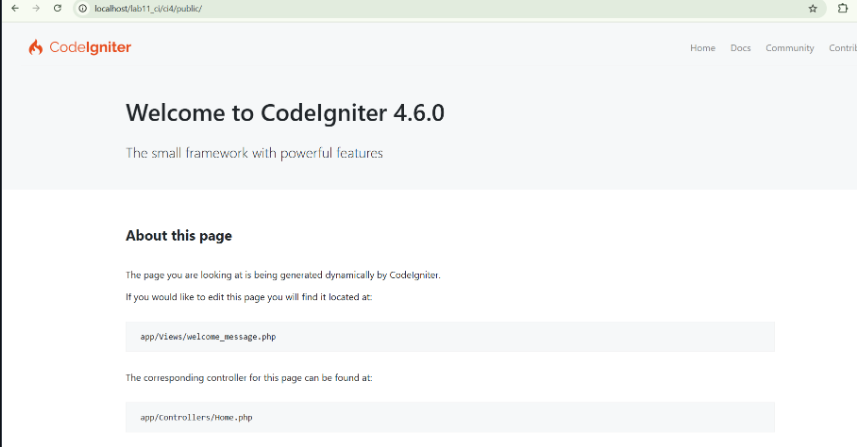 localhost/lab11_ci/ci4/public/
CodeIgniter
Home Docs Community Contrib
Welcome to CodeIgniter 4.6.0
The small framework with powerful features
About this page
The page you are looking at is being generated dynamically by CodeIgniter.
If you would like to edit this page you will find it located at:
app/Views/welcome_message.php
The corresponding controller for this page can be found at:
app/Controllers/Home.php